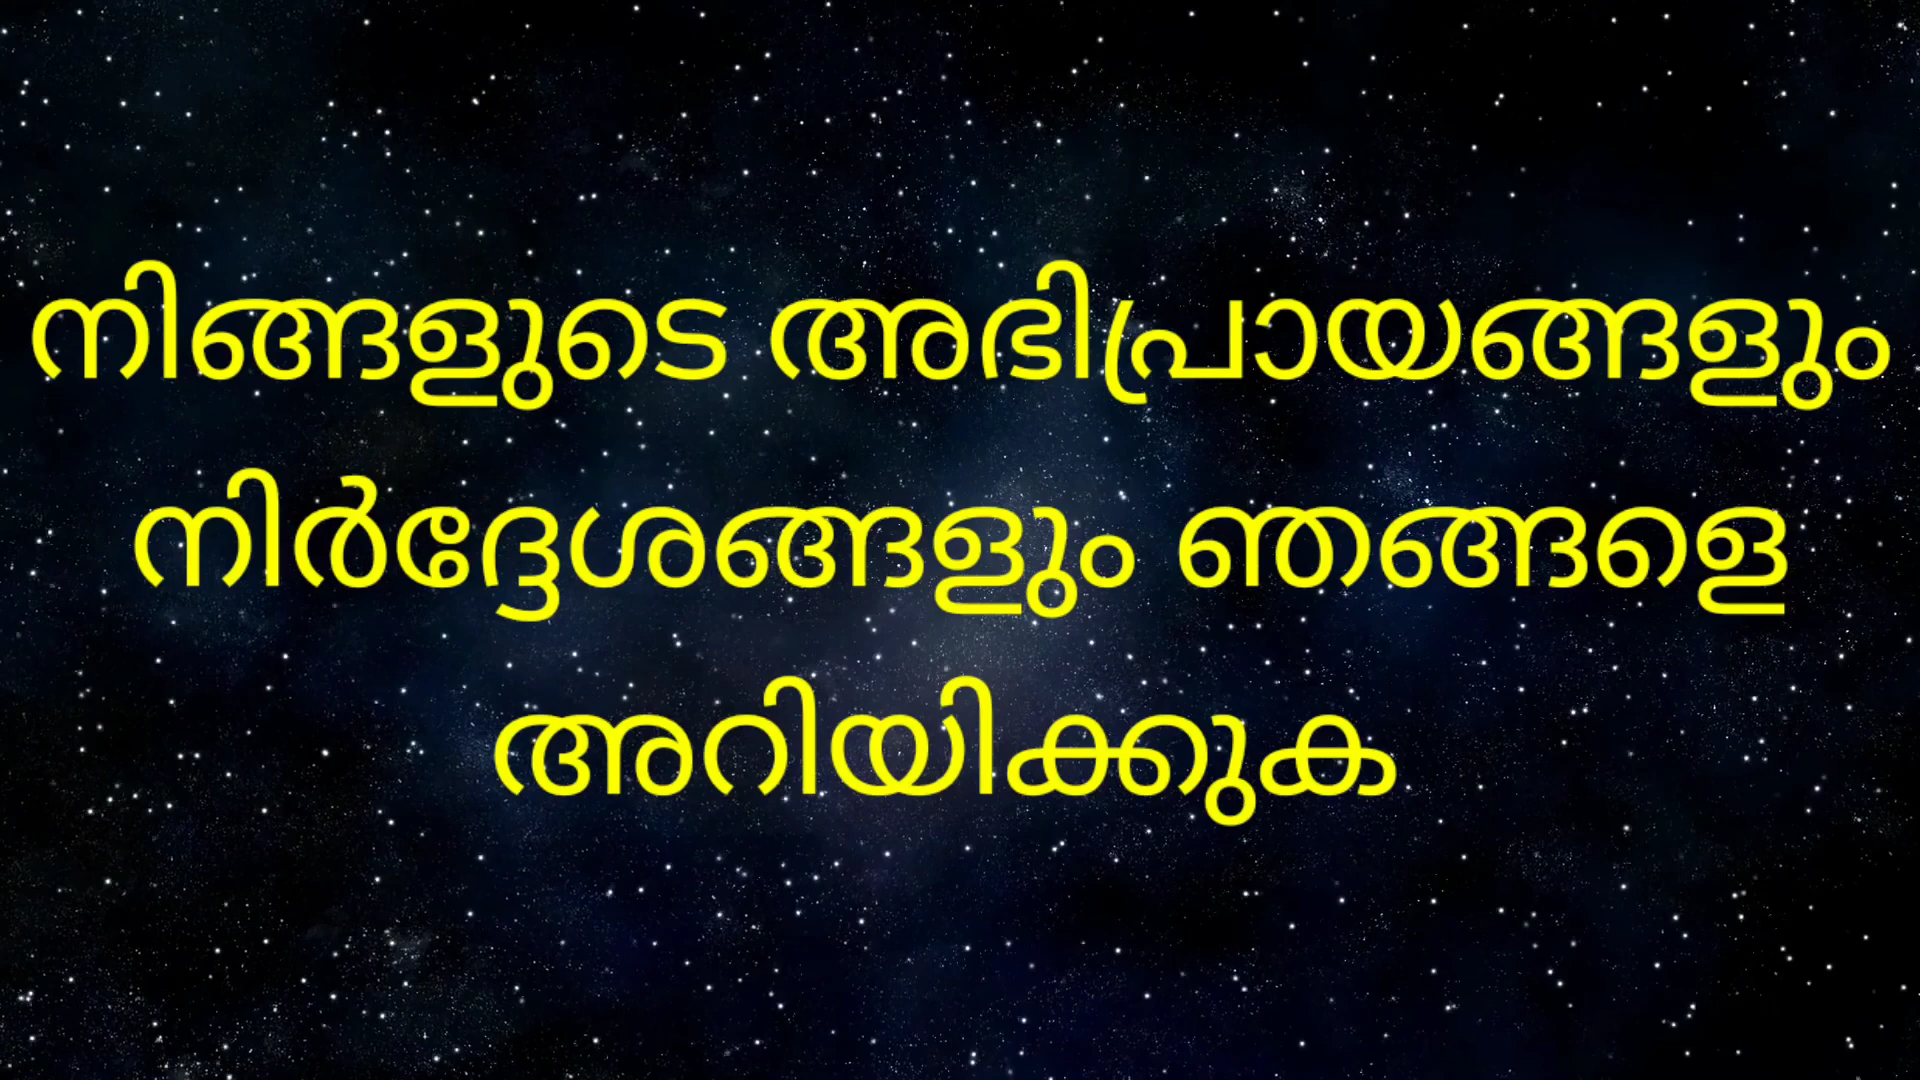 നിങ്ങളുടെ അഭിപ്രായങ്ങളും
നിർദ്ദേശങ്ങളും ഞങ്ങളെ
അറിയിക്കുക